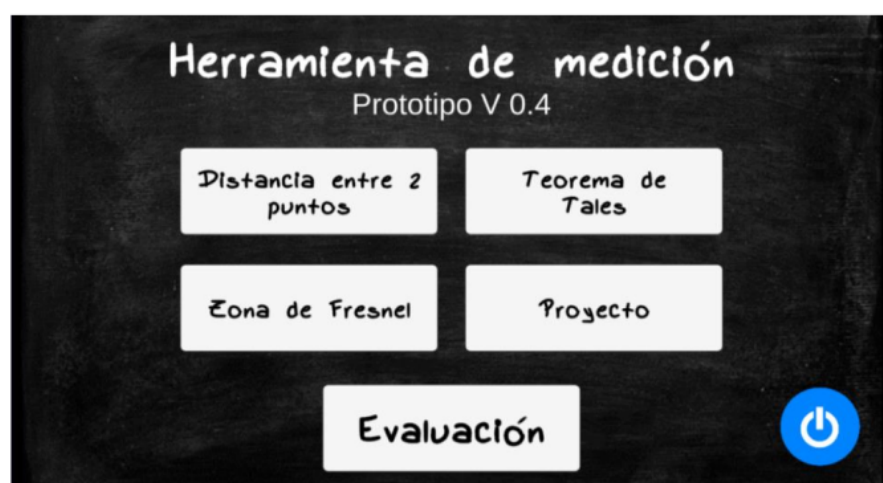 Herramienta de medición
Prototipo V 0.4
Distancia entre 2
puntos
Teorema de
Tales
Zona de Fresnel
Proyecto
Evaluación